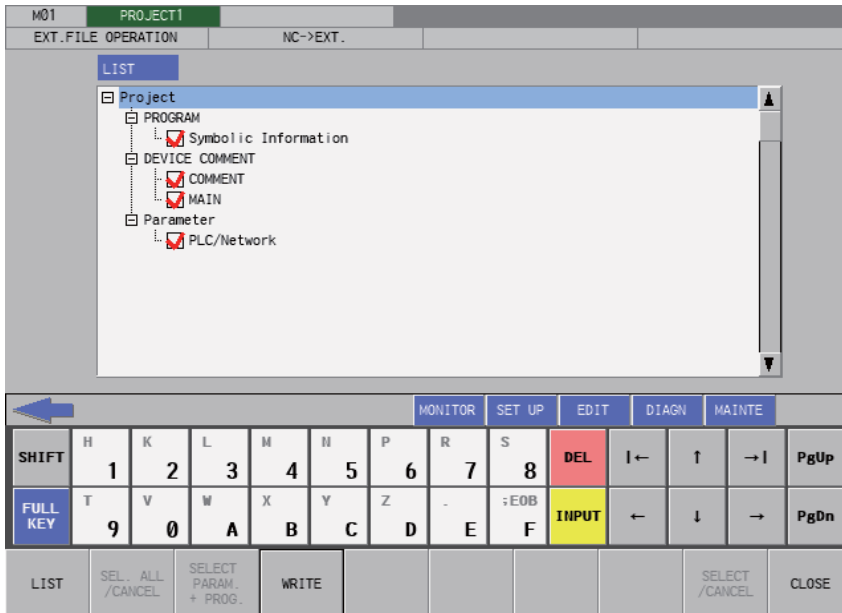 M01 PROJECT1
EXT.FILE OPERATION NC->EXT.
LIST
Project
PROGRAM
Symbolic Information
DEVICE COMMENT
COMMENT
MAIN
Parameter
PLC/Network
MONITOR SET UP EDIT DIAGN MAINTE
SHIFT H 1 K 2 L 3 M 4 N 5 P 6 R 7 S 8 DEL |← ↑ →| PgUp
FULL KEY T 9 V 0 W A X B Y C Z D . E ;EOB F INPUT ← ↓ → PgDn
LIST SEL. ALL /CANCEL SELECT PARAM. + PROG. WRITE SELECT /CANCEL CLOSE